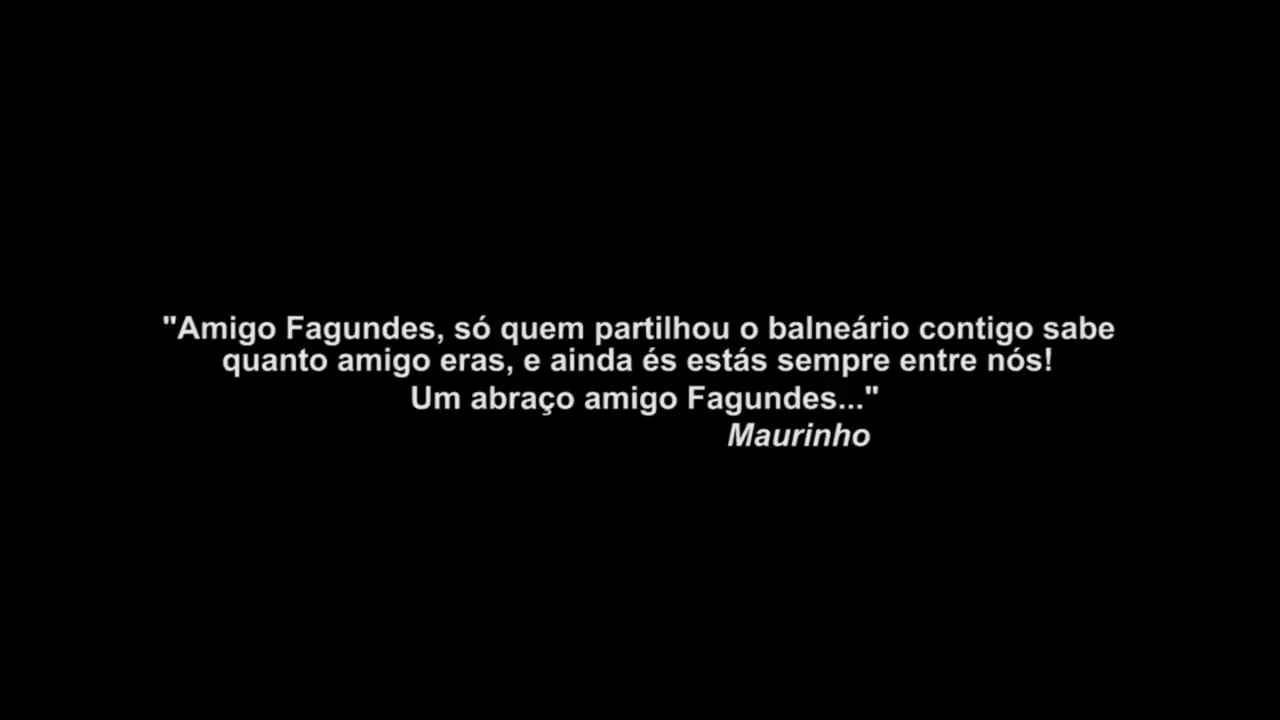 "Amigo Fagundes, só quem partilhou o balneário contigo sabe
quanto amigo eras, e ainda és estás sempre entre nós!
Um abraço amigo Fagundes..."
Maurinho